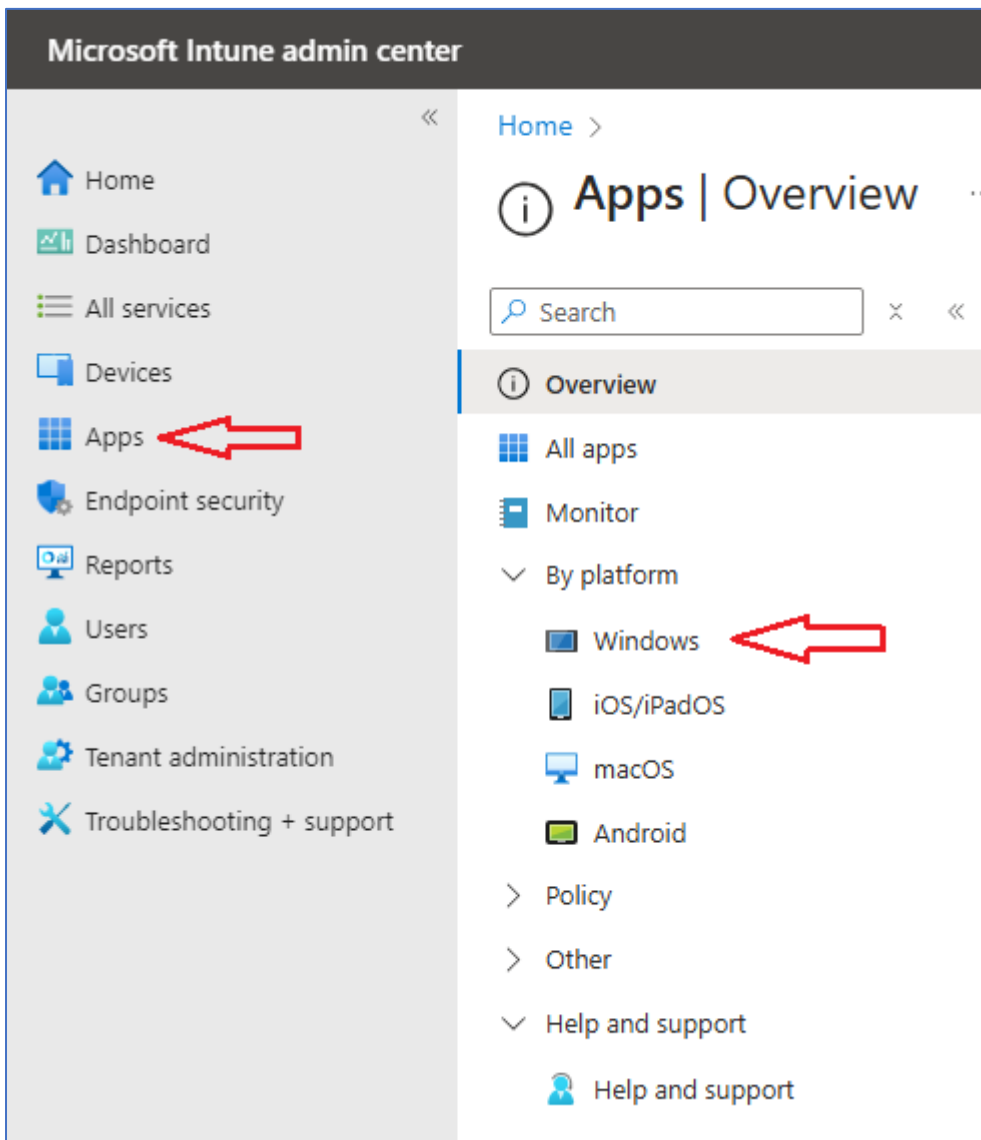 Microsoft Intune admin center
Home
Dashboard
All services
Devices
Apps
Endpoint security
Reports
Users
Groups
Tenant administration
Troubleshooting + support
Home >
Apps | Overview
Search
Overview
All apps
Monitor
By platform
Windows
iOS/iPadOS
macOS
Android
Policy
Other
Help and support
Help and support